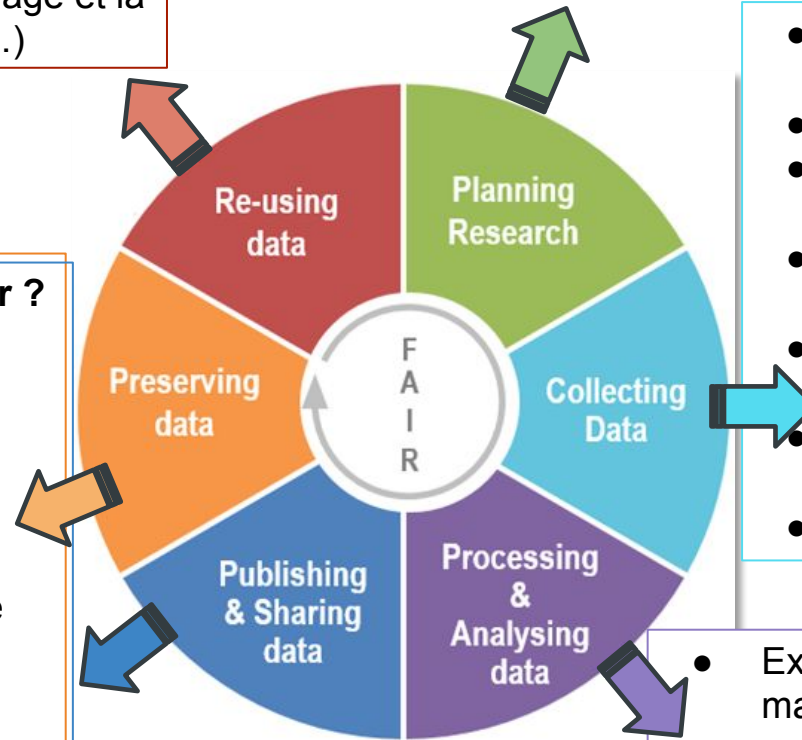 age et la
..)
Re-using
data
Planning
Research
r ?
Preserving
data
F
A
I
R
Collecting
Data
Publishing
& Sharing
data
Processing
&
Analysing
data
e
Ex
ma